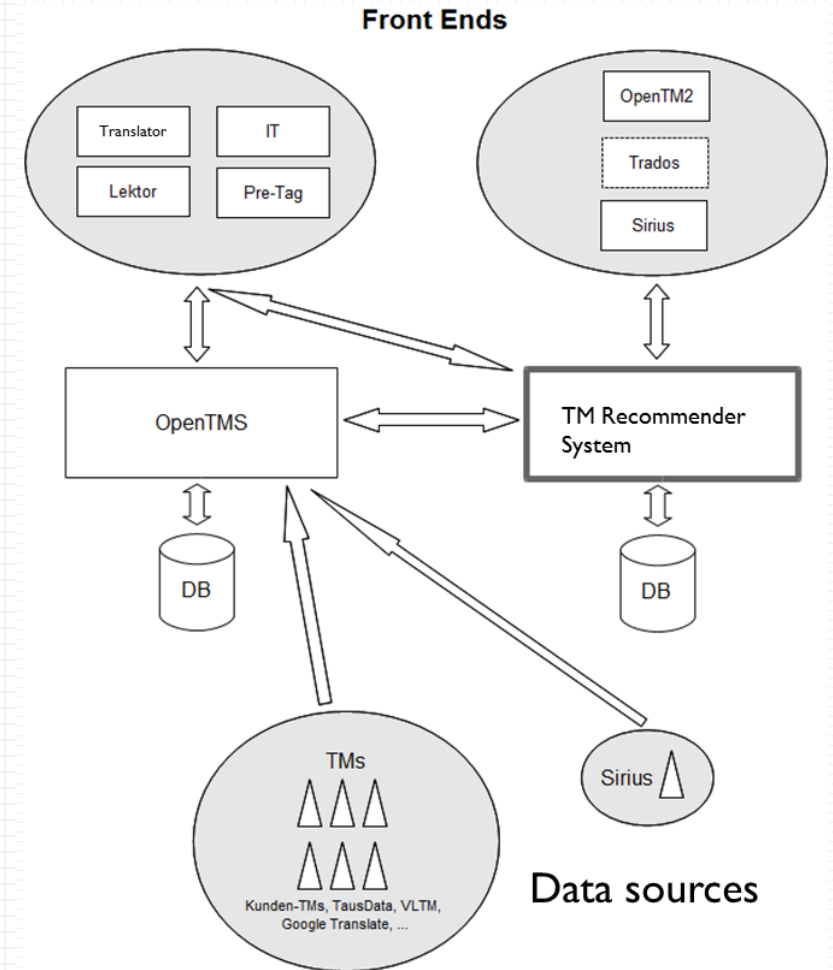 Front Ends
Translator
IT
Lektor
Pre-Tag
OpenTM2
Trados
Sirius
OpenTMS
TM Recommender
System
DB
DB
TMs
Kunden-TMs, TausData, VLTM,
Google Translate, ...
Sirius
Data sources